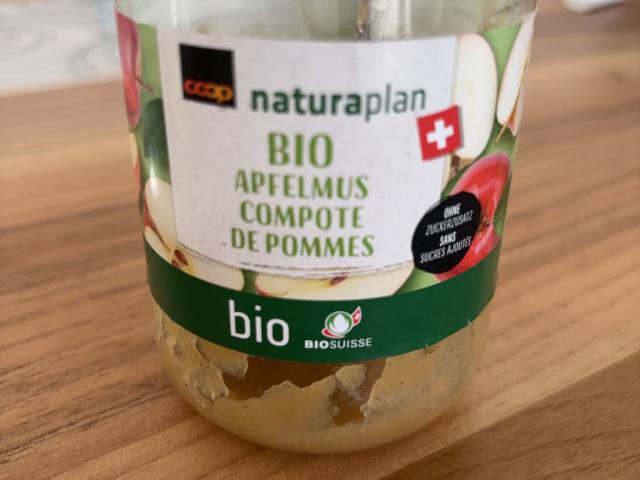 coop
naturaplan
BIO
APFELMUS
COMPOTE
DE POMMES
OHNE
ZUCKERZUSATZ
SANS
SUCRES AJOUTÉS
bio
BIOSUISSE